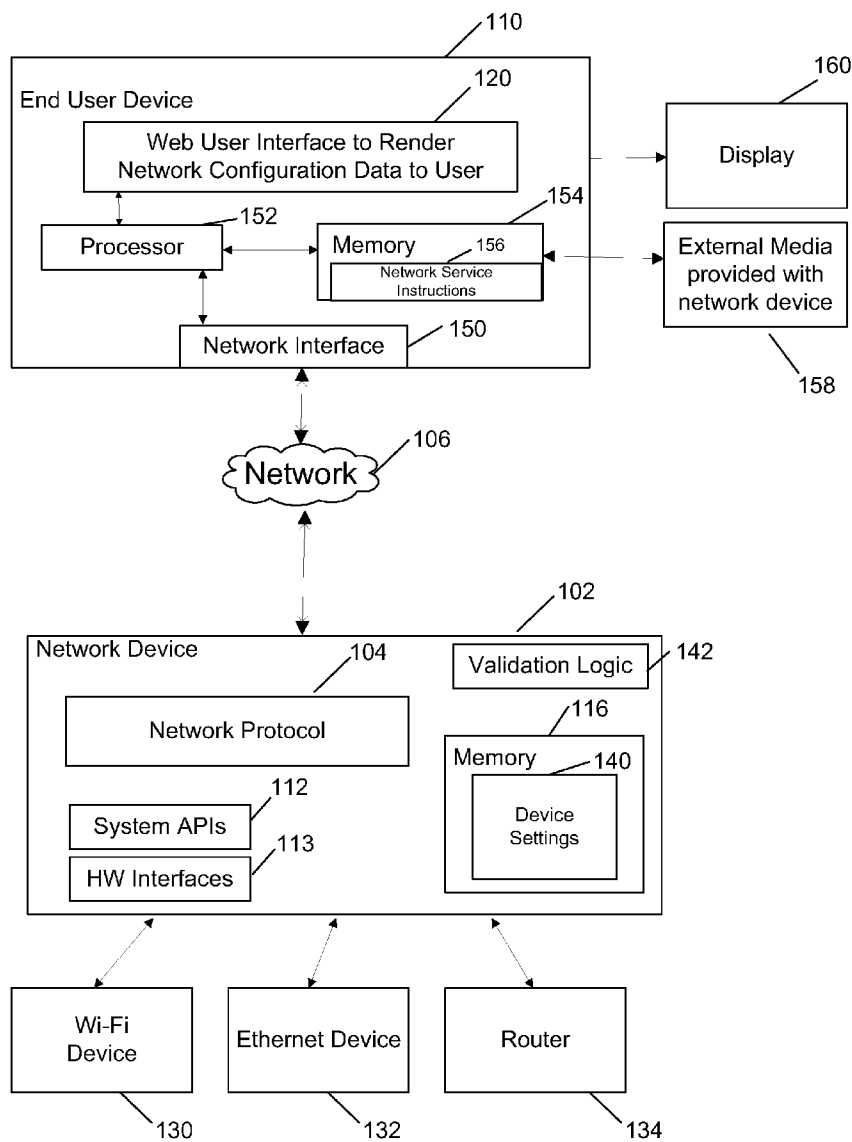 110
End User Device
120
Web User Interface to Render
Network Configuration Data to User
152
Processor
154
Memory
156
Network Service
Instructions
150
Network Interface
160
Display
External Media
provided with
network device
158
106
Network
102
Network Device
104
Network Protocol
Validation Logic
142
116
Memory
140
Device
Settings
112
System APIs
113
HW Interfaces
Wi-Fi
Device
130
Ethernet Device
132
Router
134